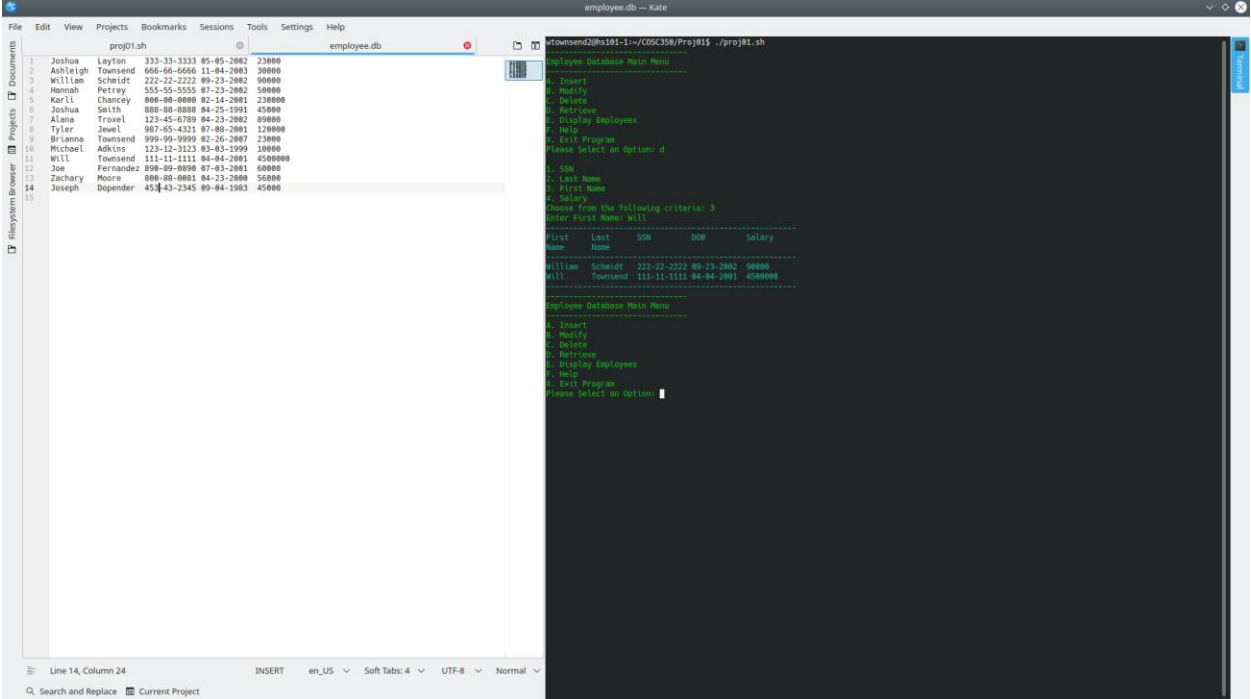 employee.db — Kate
File Edit View Projects Bookmarks Sessions Tools Settings Help
Documents
Projects
Filesystem Browser
proj01.sh employee.db
1 Joshua Layton 333-33-3333 05-05-2002 23000
2 Ashleigh Townsend 666-66-6666 11-04-2003 30000
3 William Schmidt 222-22-2222 09-23-2002 90000
4 Hannah Petrey 555-55-5555 07-23-2002 50000
5 Karli Chancey 000-00-0000 02-14-2001 230000
6 Joshua Smith 888-88-8888 04-25-1991 45000
7 Alana Troxel 123-45-6789 04-23-2002 89000
8 Tyler Jewel 987-65-4321 07-08-2001 120000
9 Brianna Townsend 999-99-9999 02-26-2007 23000
10 Michael Adkins 123-12-3123 03-03-1999 10000
11 Will Townsend 111-11-1111 04-04-2001 4500000
12 Joe Fernandez 890-89-0890 07-03-2001 60000
13 Zachary Moore 800-88-0081 04-23-2000 56000
14 Joseph Dopender 453-43-2345 09-04-1983 45000
15
Line 14, Column 24 INSERT en_US Soft Tabs: 4 UTF-8 Normal
Search and Replace Current Project
wtownsend2@hs101-1:~/COSC350/Proj01$ ./proj01.sh
------------------------------
Employee Database Main Menu
------------------------------
A. Insert
B. Modify
C. Delete
D. Retrieve
E. Display Employees
F. Help
X. Exit Program
Please Select an Option: d
1. SSN
2. Last Name
3. First Name
4. Salary
Choose from the following criteria: 3
Enter First Name: Will
------------------------------------------------------
First Last SSN DOB Salary
Name Name
------------------------------------------------------
William Schmidt 222-22-2222 09-23-2002 90000
Will Townsend 111-11-1111 04-04-2001 4500000
------------------------------------------------------
------------------------------
Employee Database Main Menu
------------------------------
A. Insert
B. Modify
C. Delete
D. Retrieve
E. Display Employees
F. Help
X. Exit Program
Please Select an Option:
Terminal